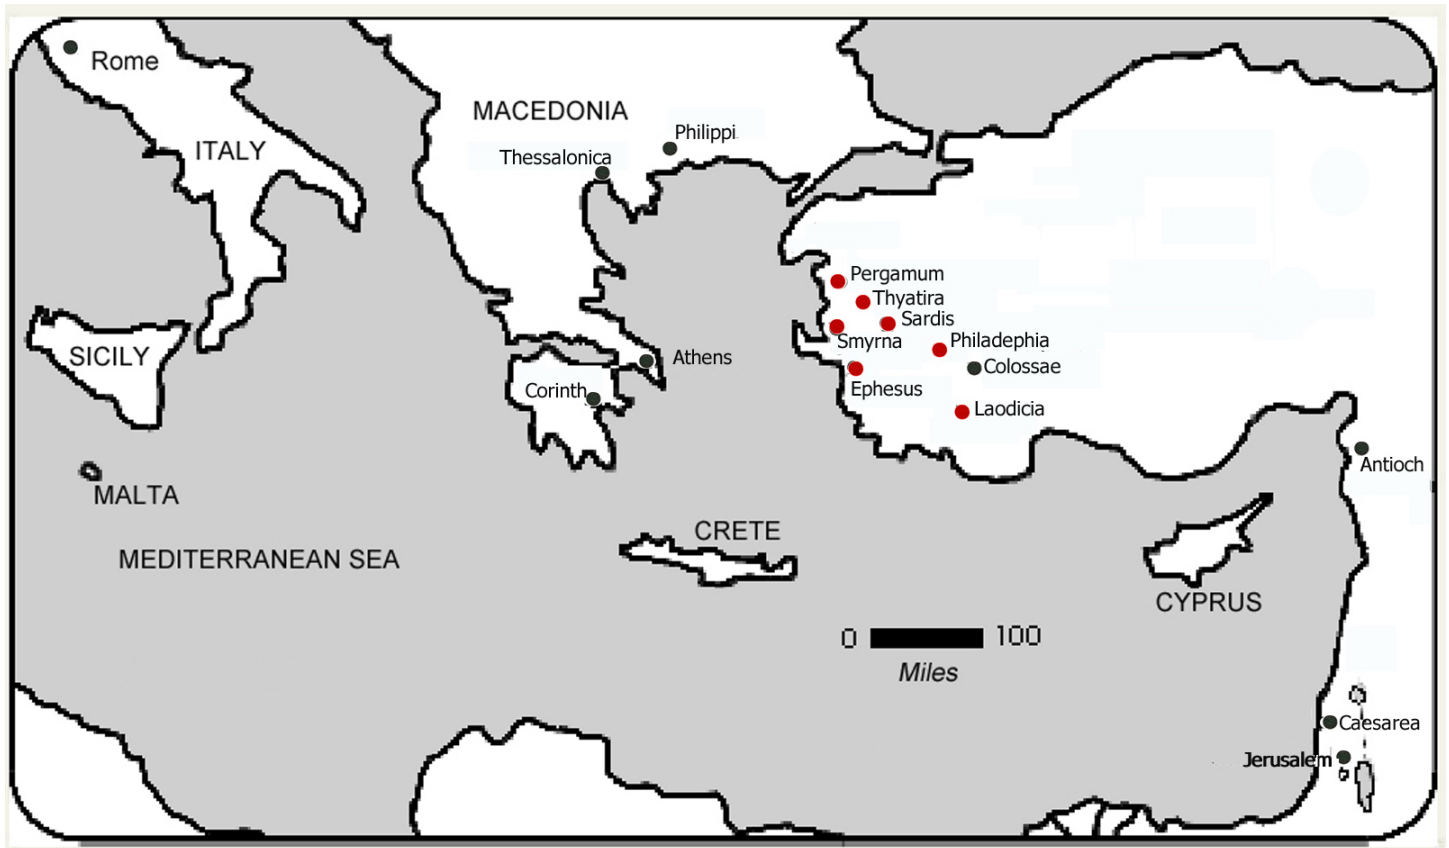 Rome
MACEDONIA
Philippi
ITALY
Thessalonica
Pergamum
Thyatira
Sardis
Smyrna
Philadephia
SICILY
Athens
Colossae
Ephesus
Corinth
Laodicia
Antioch
MALTA
CRETE
MEDITERRANEAN SEA
CYPRUS
0 100
Miles
Caesarea
Jerusalem